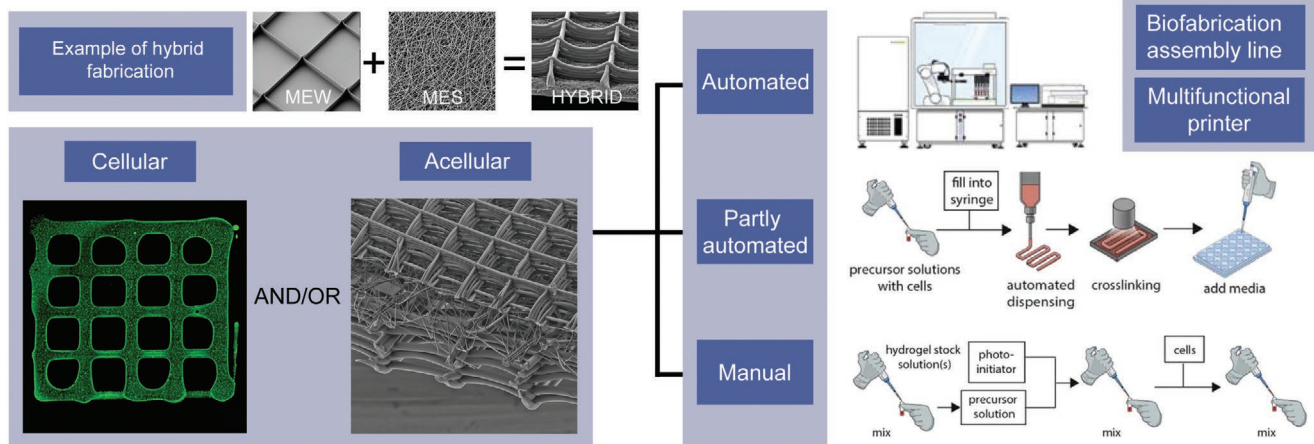 Example of hybrid
fabrication
MEW
+
MES
=
HYBRID
Cellular
Acellular
AND/OR
Automated
Partly
automated
Manual
Biofabrication
assembly line
Multifunctional
printer
fill into
syringe
precursor solutions
with cells
automated
dispensing
crosslinking
add media
hydrogel stock
solution(s)
photo-
initiator
precursor
solution
cells
mix
mix
mix